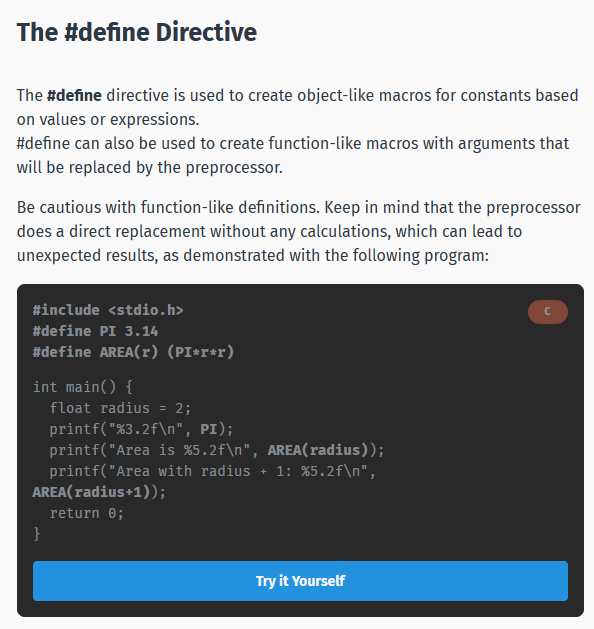 The #define Directive
The #define directive is used to create object-like macros for constants based
on values or expressions.
#define can also be used to create function-like macros with arguments that
will be replaced by the preprocessor.
Be cautious with function-like definitions. Keep in mind that the preprocessor
does a direct replacement without any calculations, which can lead to
unexpected results, as demonstrated with the following program:
#include <stdio.h>
C
#define PI 3.14
#define AREA(r) (PI*r*r)
int main() {
  float radius = 2;
  printf("%3.2f\n", PI);
  printf("Area is %5.2f\n", AREA(radius));
  printf("Area with radius + 1: %5.2f\n",
AREA(radius+1));
  return 0;
}
Try it Yourself